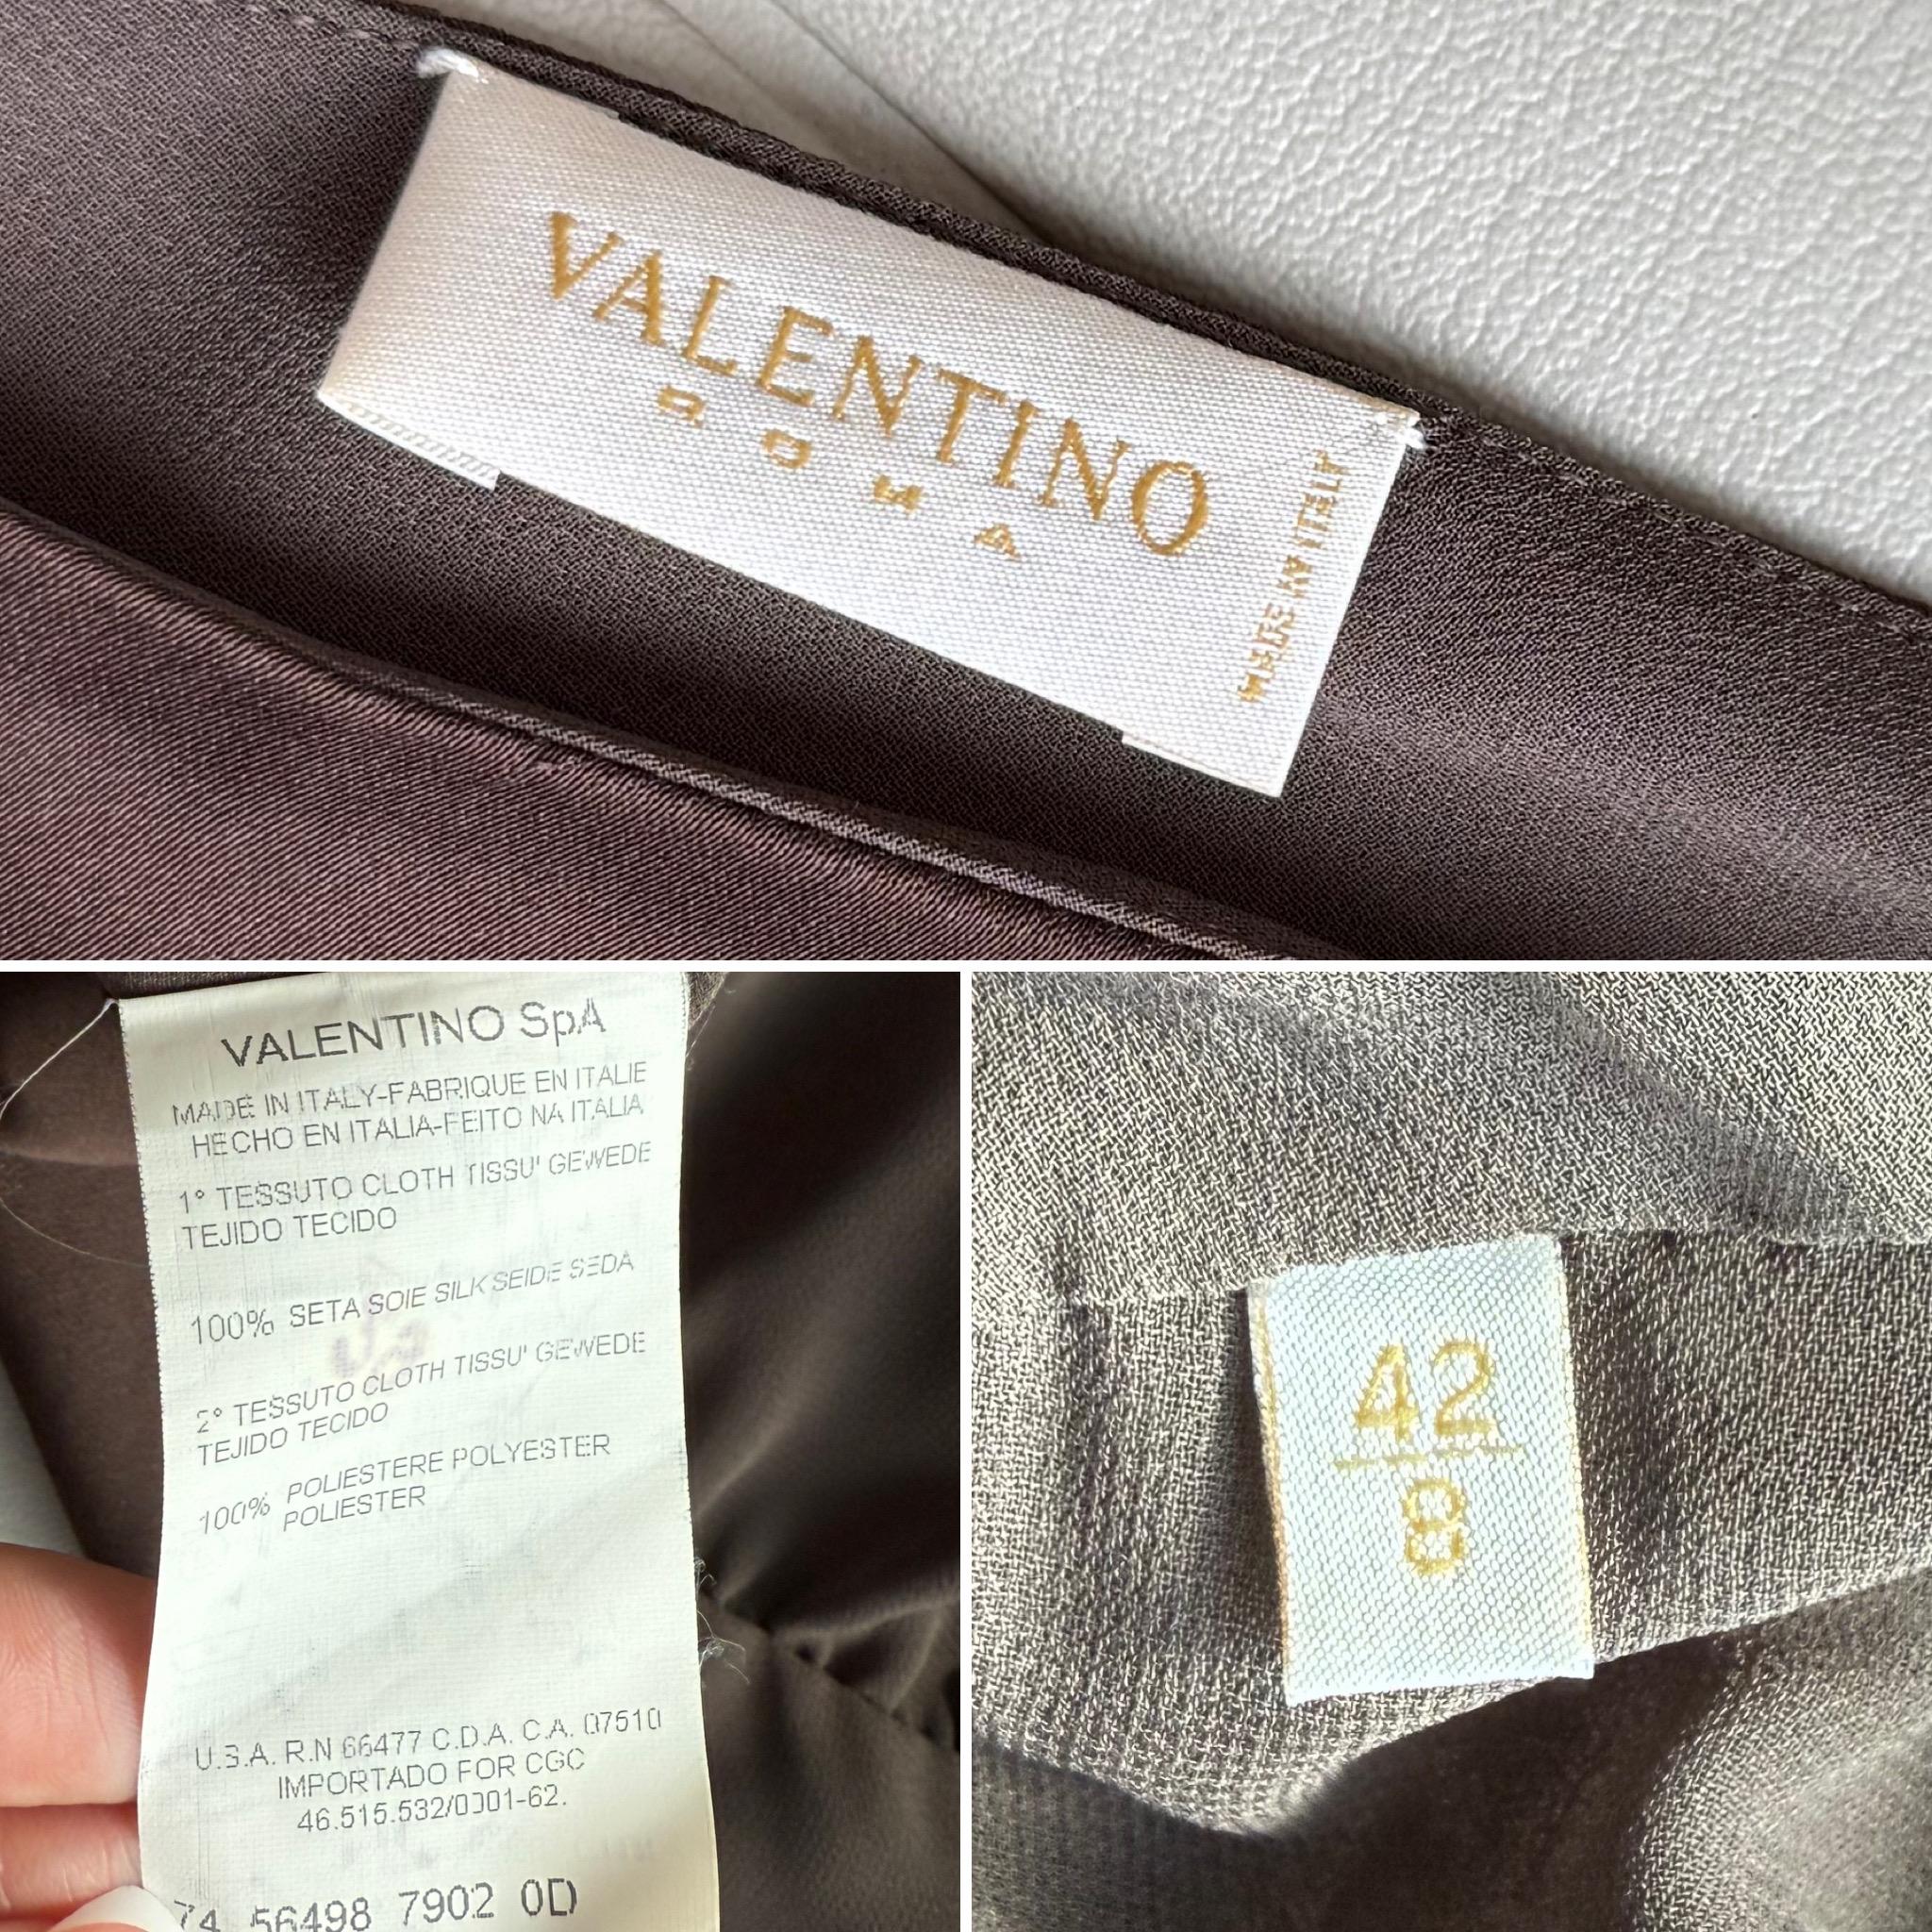 VALENTINO
ROMA
MADE IN ITALY
VALENTINO SpA
MADE IN ITALY-FABRIQUE EN ITALIE
HECHO EN ITALIA-FEITO NA ITALIA
1° TESSUTO CLOTH TISSU' GEWEDE
TEJIDO TECIDO
100% SETA SOIE SILK SEIDE SEDA
2° TESSUTO CLOTH TISSU' GEWEDE
TEJIDO TECIDO
100% POLIESTERE POLYESTER
POLIESTER
U.S.A. R.N 66477 C.D.A. C.A. 07510
IMPORTADO FOR CGC
46.515.532/0001-62.
74 56498 7902 0D
42
8